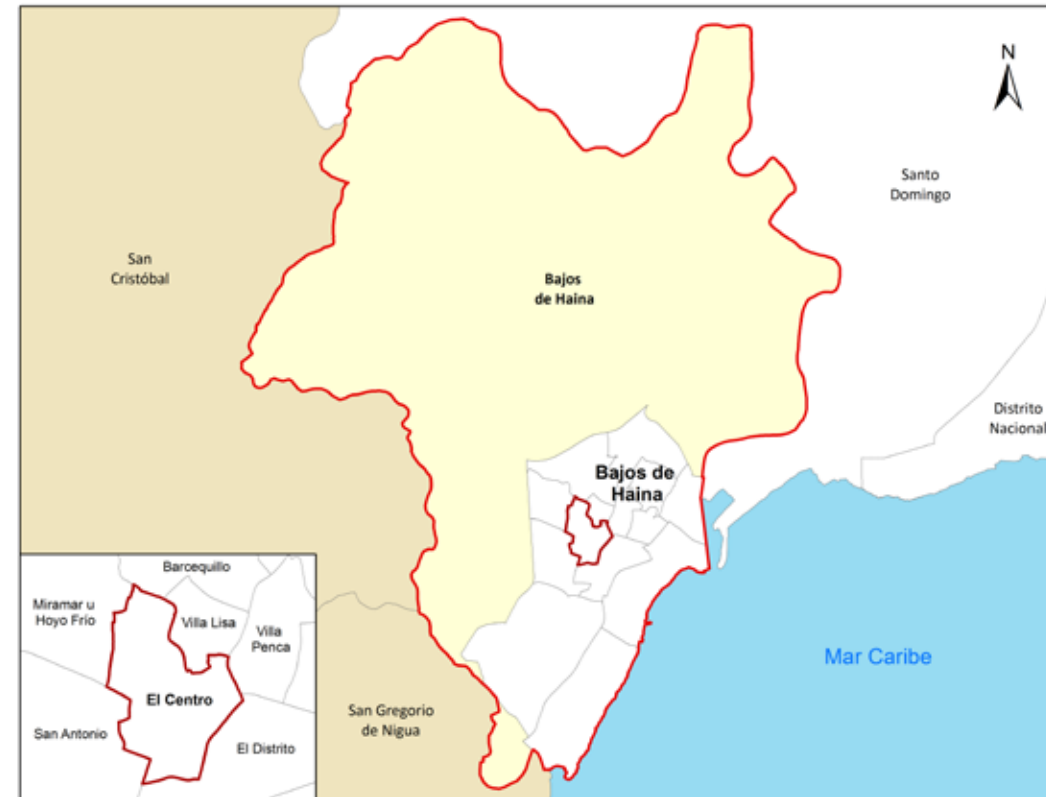 N
Santo
Domingo
San
Cristóbal
Bajos
de Haina
Distrito
Nacional
Bajos de
Haina
Mar Caribe
San Gregorio
de Nigua
Barcequillo
Miramar u
Hoyo Frío
Villa Lisa
Villa
Penca
El Centro
San Antonio
El Distrito